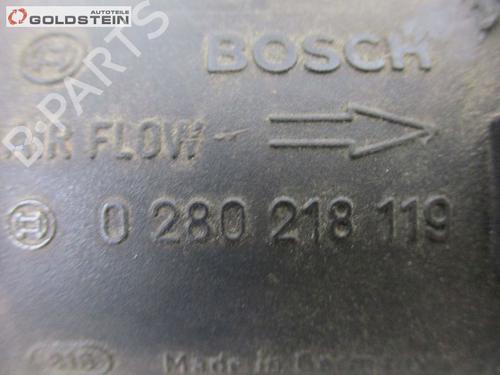 AUTOTEILE
GOLDSTEIN
BOSCH
AIR FLOW
0 280 218 119
Made in Germany
B-Parts